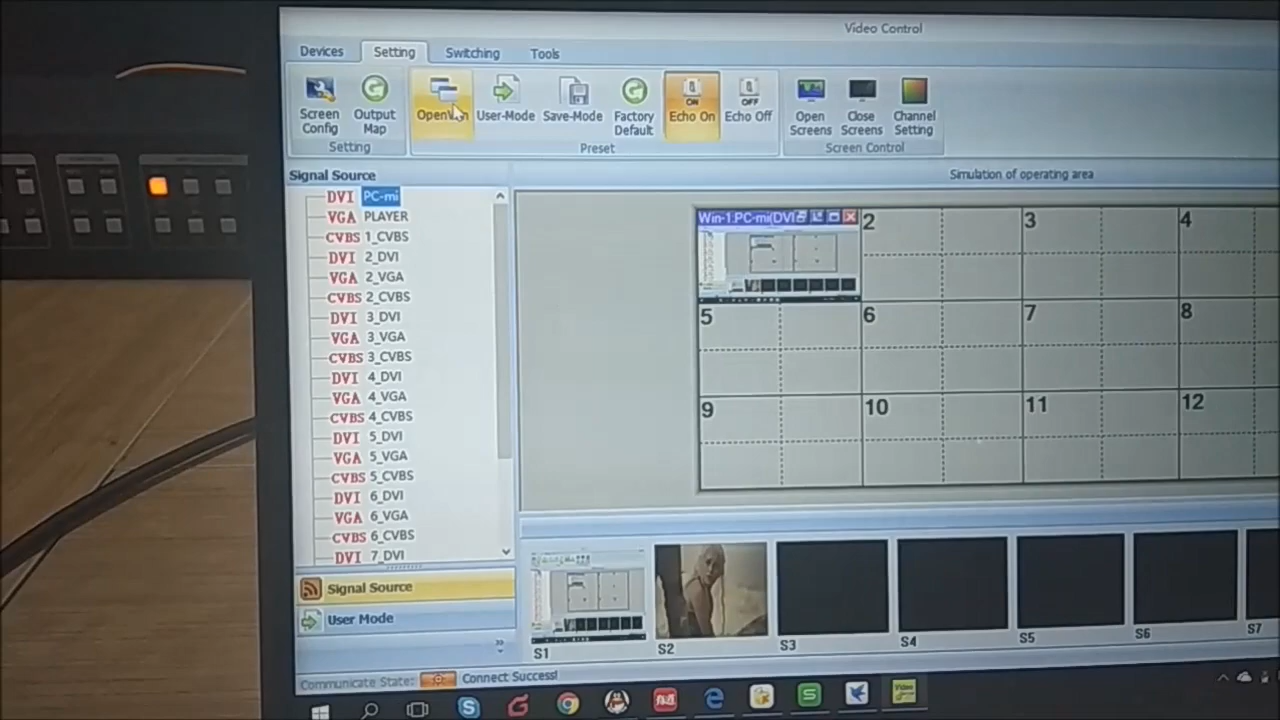 Video Control
Devices Setting Switching Tools
Screen Config
Output Map
User-Mode
Save-Mode
Factory Default
Echo On
Echo Off
Open Screens
Close Screens
Channel Setting
Setting
Preset
Screen Control
Signal Source
Simulation of operating area
DVI PC-mi
VGA PLAYER
CVBS 1_CVBS
DVI 2_DVI
VGA 2_VGA
CVBS 2_CVBS
DVI 3_DVI
VGA 3_VGA
CVBS 3_CVBS
DVI 4_DVI
VGA 4_VGA
CVBS 4_CVBS
DVI 5_DVI
VGA 5_VGA
CVBS 5_CVBS
DVI 6_DVI
VGA 6_VGA
CVBS 6_CVBS
DVI 7_DVI
Win-1:PC-mi(DVI
2 3 4
5 6 7 8
9 10 11 12
Signal Source
User Mode
S1 S2 S3 S4 S5 S6 S7
Communicate State: Connect Success!